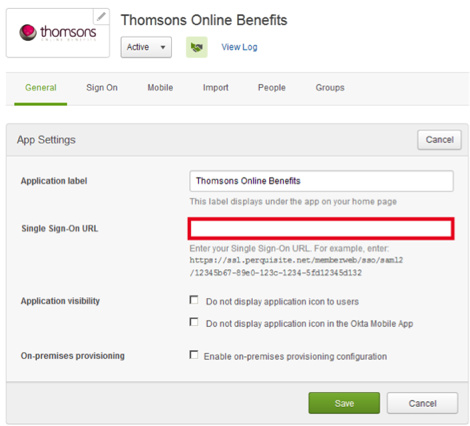 thomsons
ONLINE BENEFITS
Thomsons Online Benefits
Active
View Log
General Sign On Mobile Import People Groups
App Settings
Cancel
Application label
Thomsons Online Benefits
This label displays under the app on your home page
Single Sign-On URL
Enter your Single Sign-On URL. For example, enter:
https://ssl.perquisite.net/memberweb/sso/saml2
/12345b67-89e0-123c-1234-5fd12345d132
Application visibility
Do not display application icon to users
Do not display application icon in the Okta Mobile App
On-premises provisioning
Enable on-premises provisioning configuration
Save
Cancel